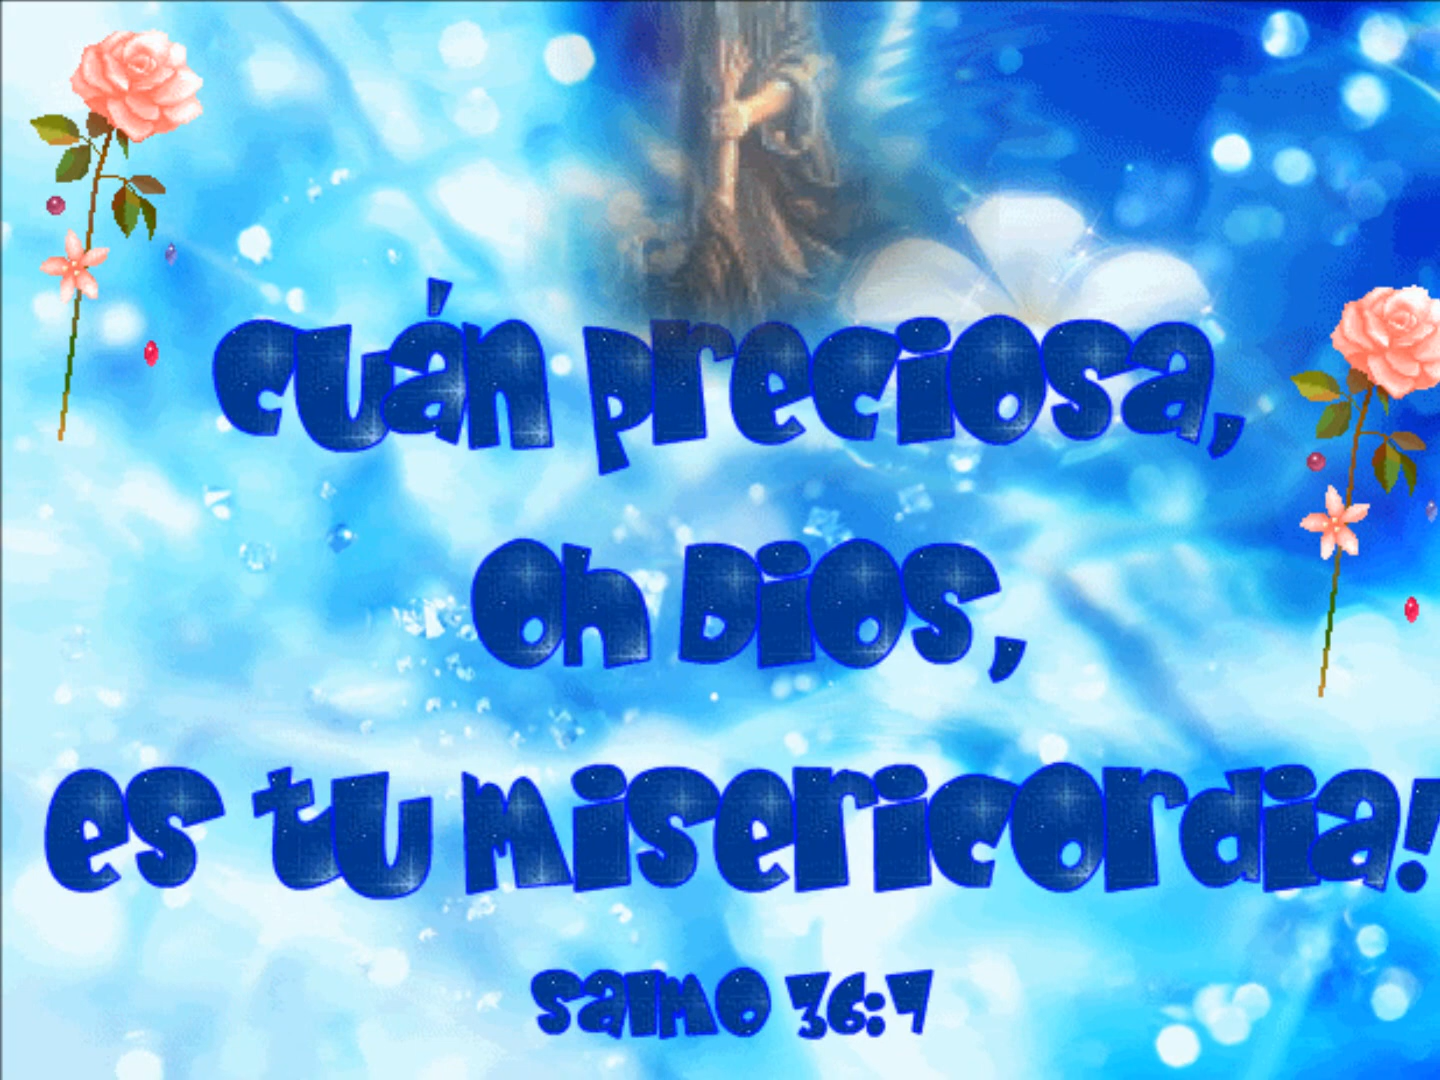 cuán preciosa,
oh Dios,
es tu misericordia!
salmo 36:7